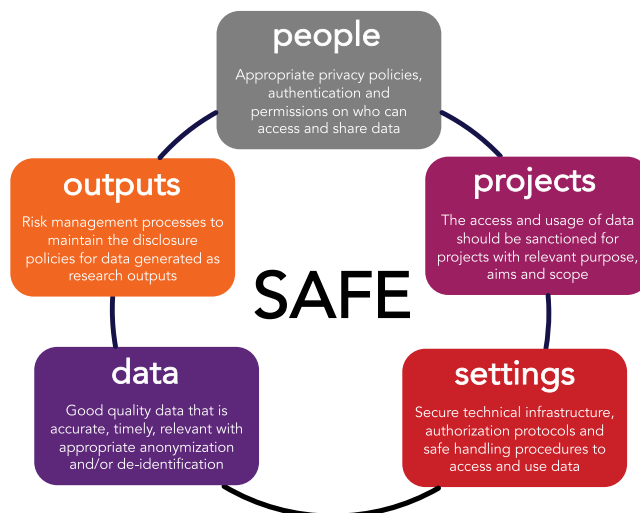 people
Appropriate privacy policies,
authentication and
permissions on who can
access and share data
outputs
Risk management processes to
maintain the disclosure
policies for data generated as
research outputs
projects
The access and usage of data
should be sanctioned for
projects with relevant purpose,
aims and scope
SAFE
data
Good quality data that is
accurate, timely, relevant with
appropriate anonymization
and/or de-identification
settings
Secure technical infrastructure,
authorization protocols and
safe handling procedures to
access and use data